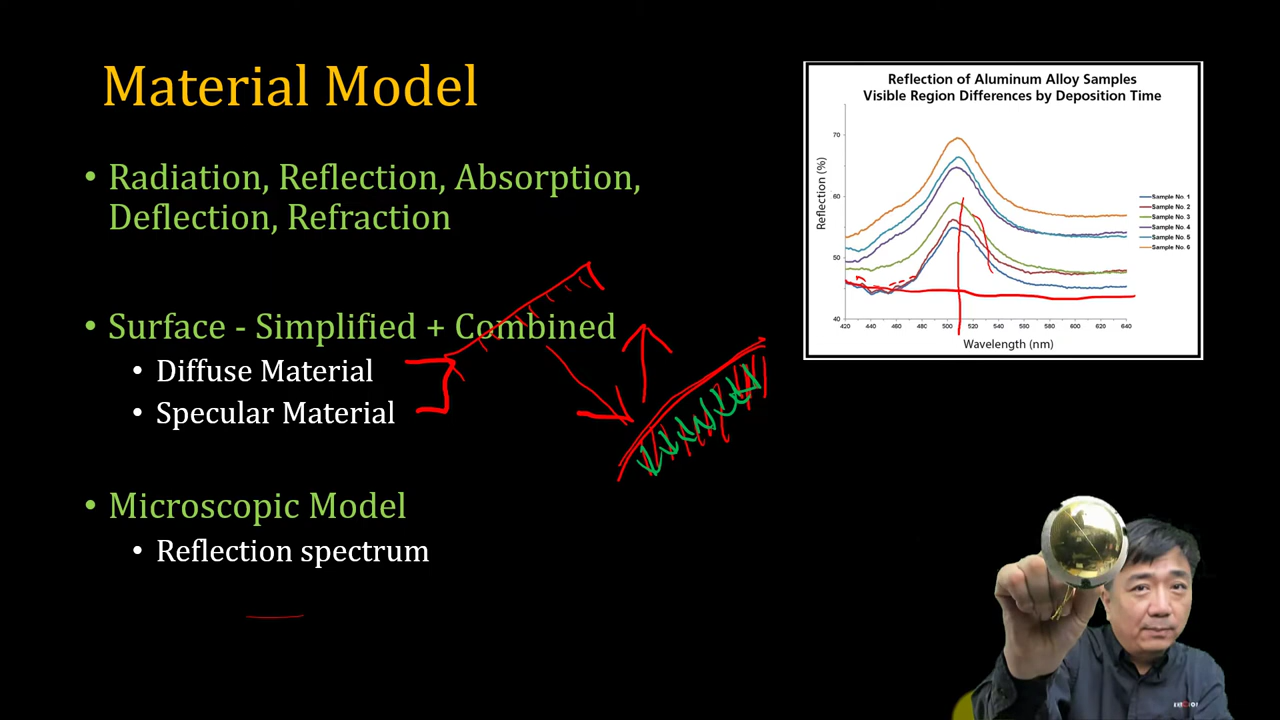 Material Model
• Radiation, Reflection, Absorption,
Deflection, Refraction
• Surface - Simplified + Combined
• Diffuse Material
• Specular Material
• Microscopic Model
• Reflection spectrum
Reflection of Aluminum Alloy Samples
Visible Region Differences by Deposition Time
Reflection (%)
70
60
50
40
420 440 460 480 500 520 540 560 580 600 620 640
Wavelength (nm)
Sample No. 1
Sample No. 2
Sample No. 3
Sample No. 4
Sample No. 5
Sample No. 6